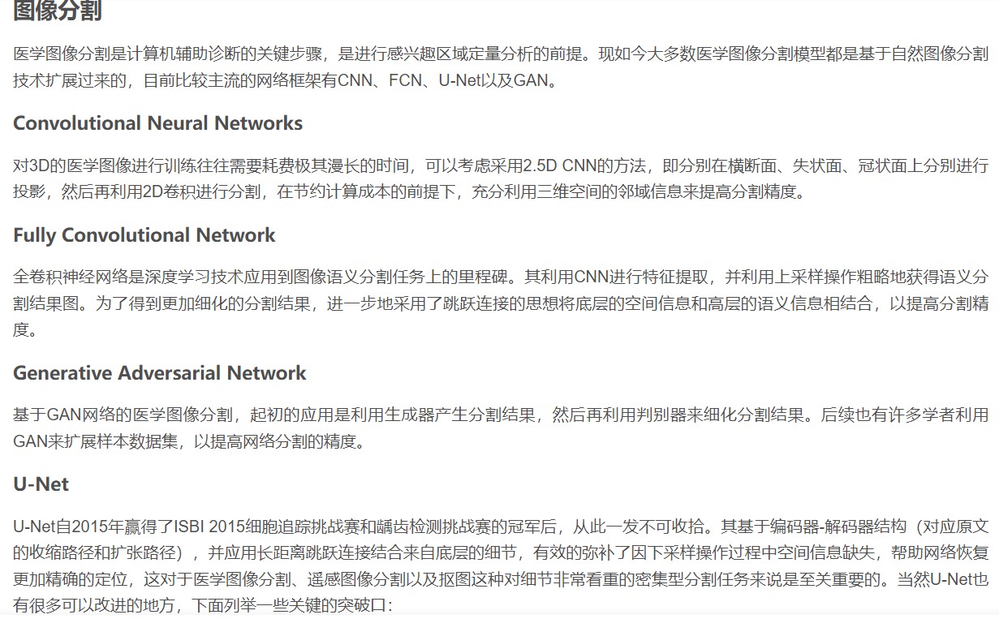 图像分割
医学图像分割是计算机辅助诊断的关键步骤，是进行感兴趣区域定量分析的前提。现如今大多数医学图像分割模型都是基于自然图像分割
技术扩展过来的，目前比较主流的网络框架有CNN、FCN、U-Net以及GAN。
Convolutional Neural Networks
对3D的医学图像进行训练往往需要耗费极其漫长的时间，可以考虑采用2.5D CNN的方法，即分别在横断面、失状面、冠状面上分别进行
投影，然后再利用2D卷积进行分割，在节约计算成本的前提下，充分利用三维空间的邻域信息来提高分割精度。
Fully Convolutional Network
全卷积神经网络是深度学习技术应用到图像语义分割任务上的里程碑。其利用CNN进行特征提取，并利用上采样操作粗略地获得语义分
割结果图。为了得到更加细化的分割结果，进一步地采用了跳跃连接的思想将底层的空间信息和高层的语义信息相结合，以提高分割精
度。
Generative Adversarial Network
基于GAN网络的医学图像分割，起初的应用是利用生成器产生分割结果，然后再利用判别器来细化分割结果。后续也有许多学者利用
GAN来扩展样本数据集，以提高网络分割的精度。
U-Net
U-Net自2015年赢得了ISBI 2015细胞追踪挑战赛和龋齿检测挑战赛的冠军后，从此一发不可收拾。其基于编码器-解码器结构（对应原文
的收缩路径和扩张路径），并应用长距离跳跃连接结合来自底层的细节，有效的弥补了因下采样操作过程中空间信息缺失，帮助网络恢复
更加精确的定位，这对于医学图像分割、遥感图像分割以及抠图这种对细节非常看重的密集型分割任务来说是至关重要的。当然U-Net也
有很多可以改进的地方，下面列举一些关键的突破口：